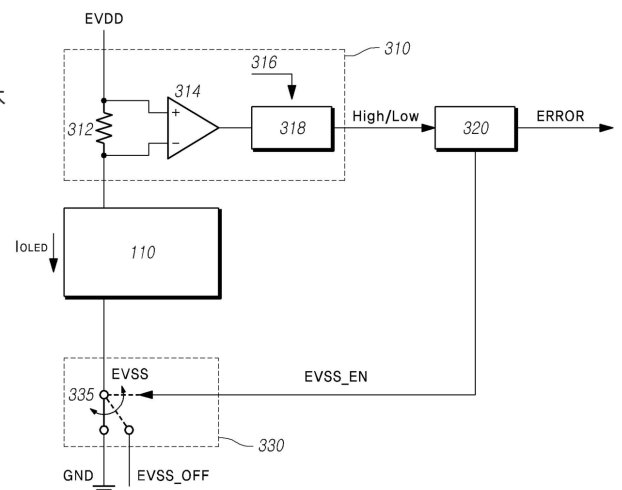 EVDD
310
316
314
312
318
High/Low
320
ERROR
IOLED
110
EVSS
335
EVSS_EN
330
GND
EVSS_OFF